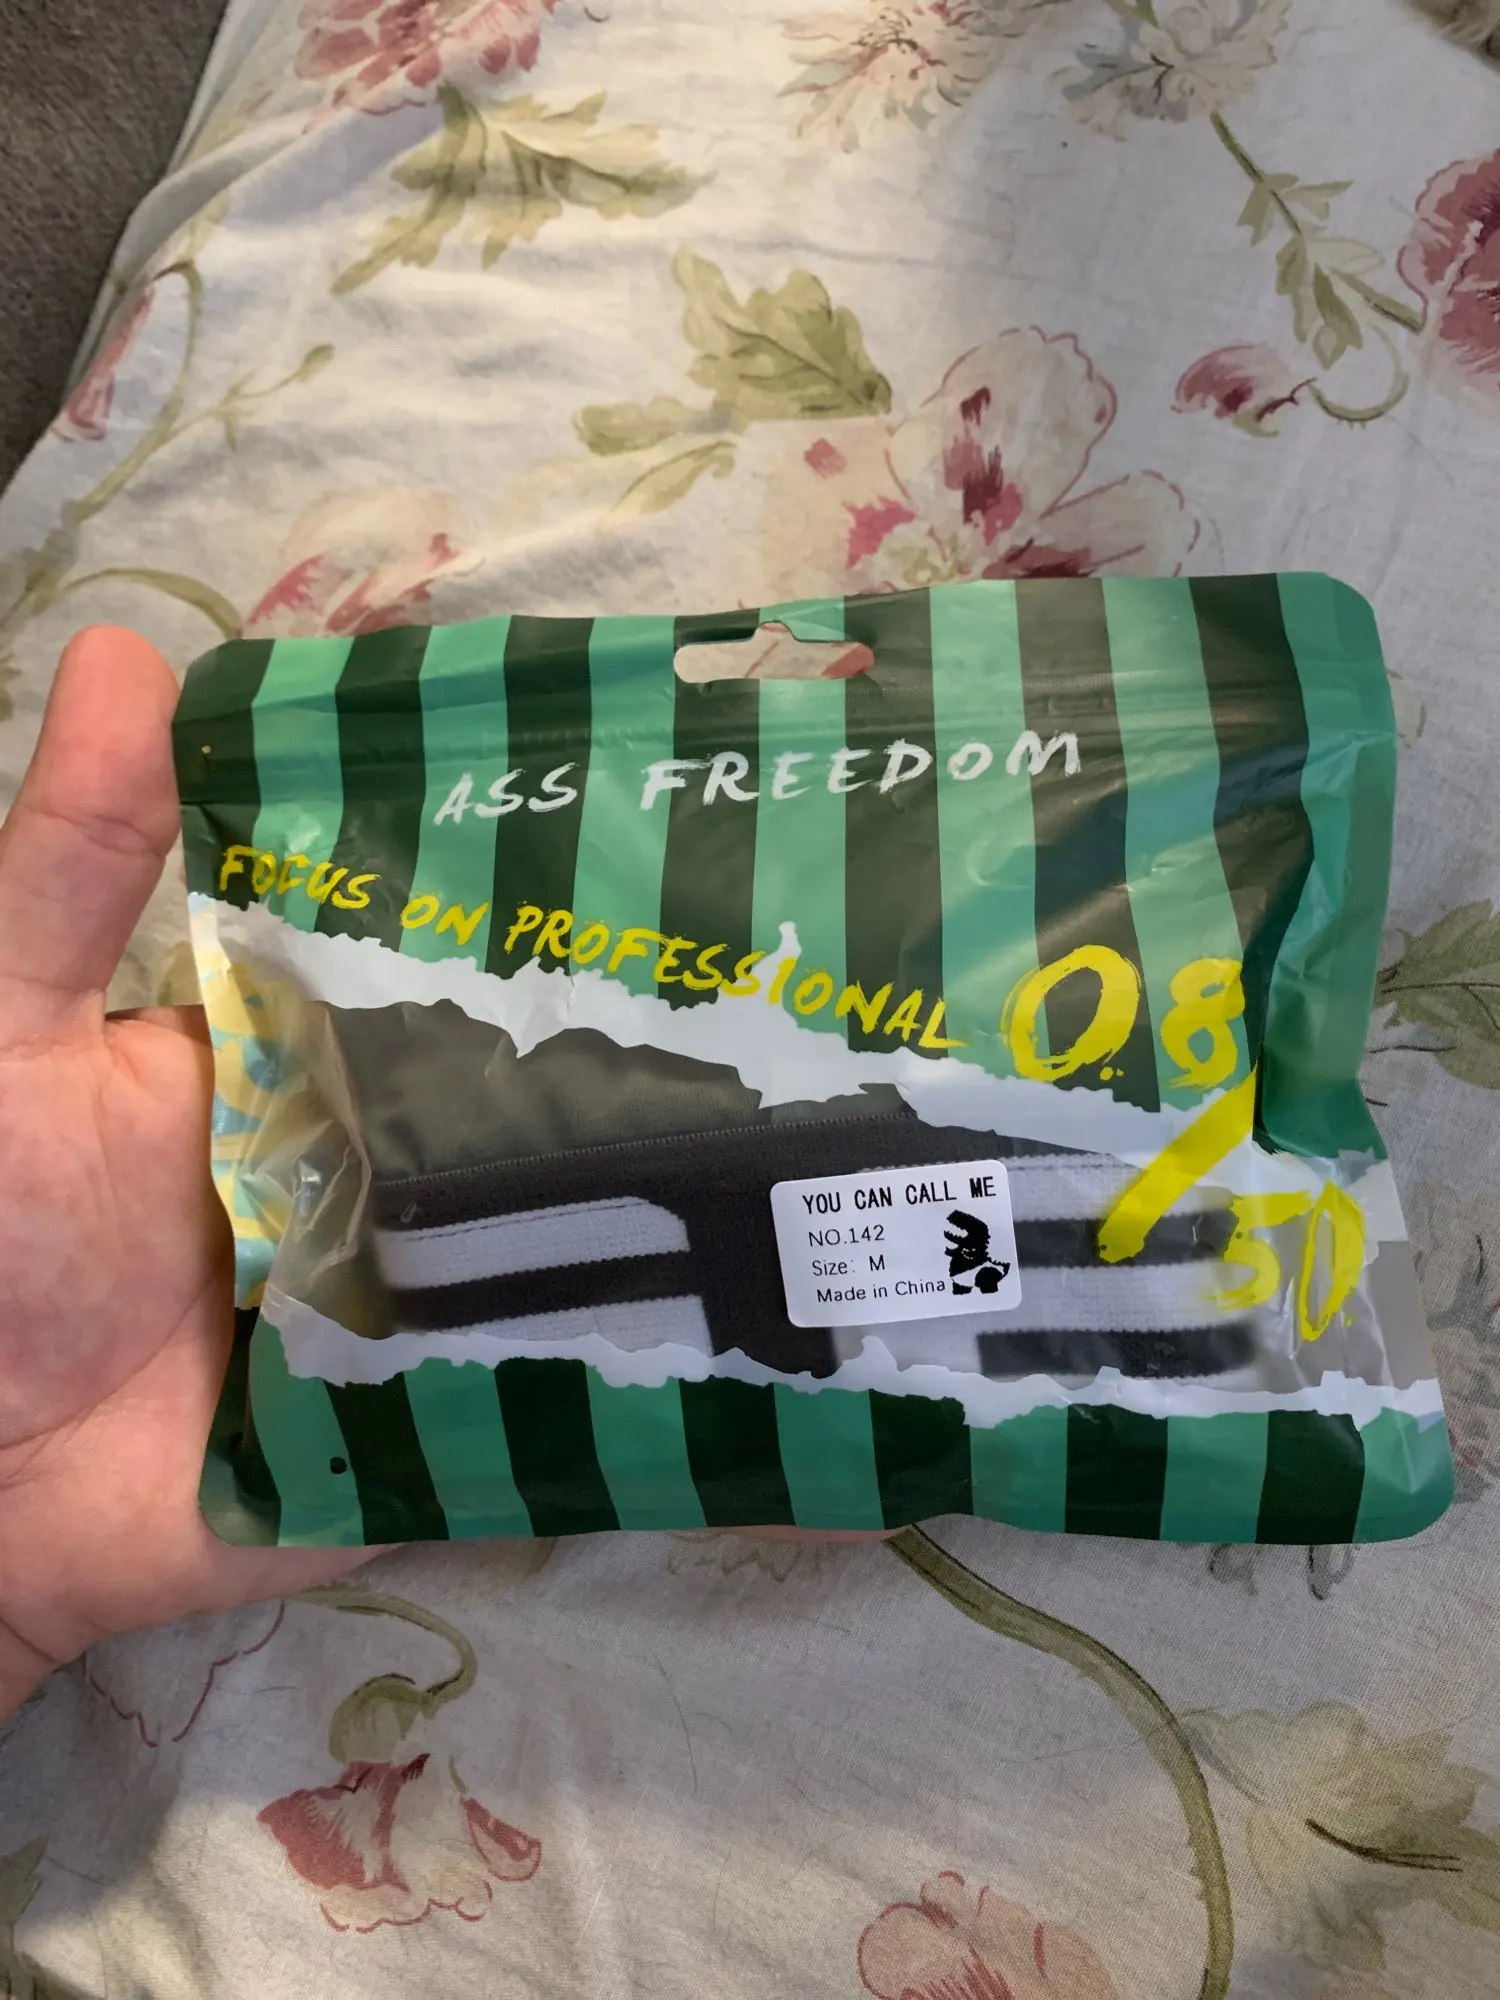 ASS FREEDOM
FOCUS ON PROFESSIONAL
0.8/50.
YOU CAN CALL ME
NO.142
Size: M
Made in China